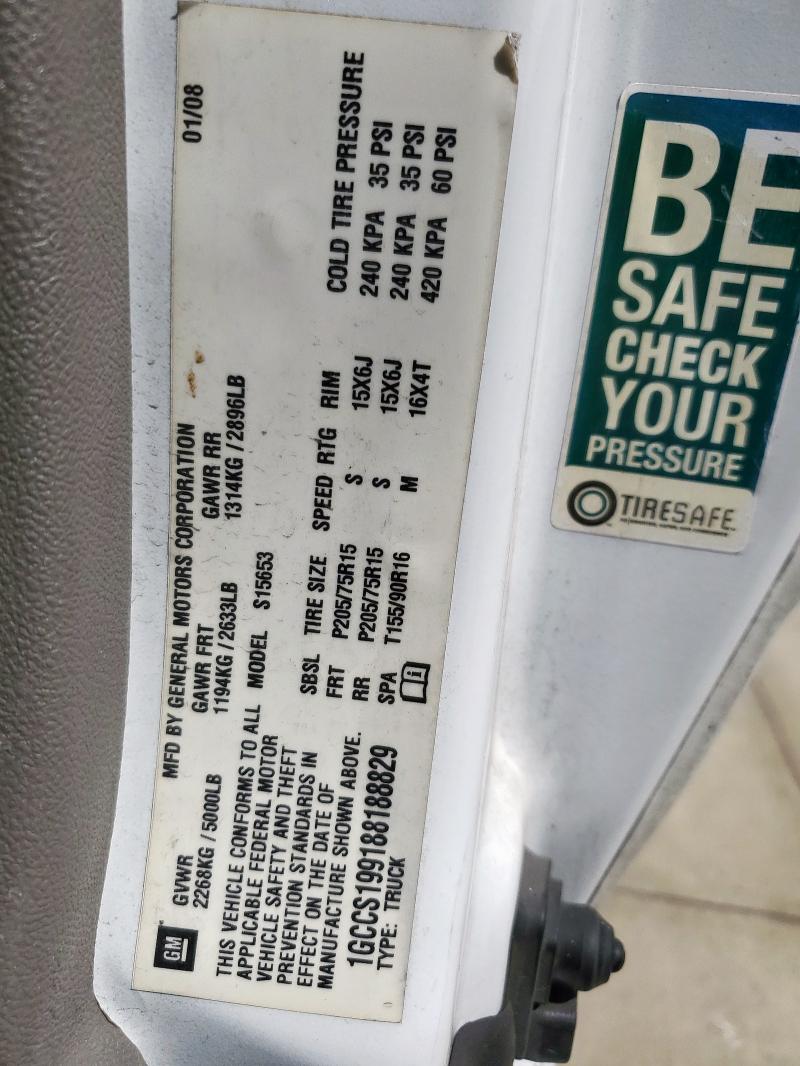 GM
MFD BY GENERAL MOTORS CORPORATION 01/08
GVWR GAWR FRT GAWR RR
2268KG / 5000LB 1194KG / 2633LB 1314KG / 2896LB
THIS VEHICLE CONFORMS TO ALL
APPLICABLE FEDERAL MOTOR
VEHICLE SAFETY AND THEFT
PREVENTION STANDARDS IN
EFFECT ON THE DATE OF
MANUFACTURE SHOWN ABOVE.
1GCCS199188188829
TYPE: TRUCK
MODEL S15653
SBSL TIRE SIZE SPEED RTG RIM COLD TIRE PRESSURE
FRT P205/75R15 S 15X6J 240 KPA 35 PSI
RR P205/75R15 S 15X6J 240 KPA 35 PSI
SPA T155/90R16 M 16X4T 420 KPA 60 PSI
BE
SAFE
CHECK
YOUR
PRESSURE
TIRESAFE